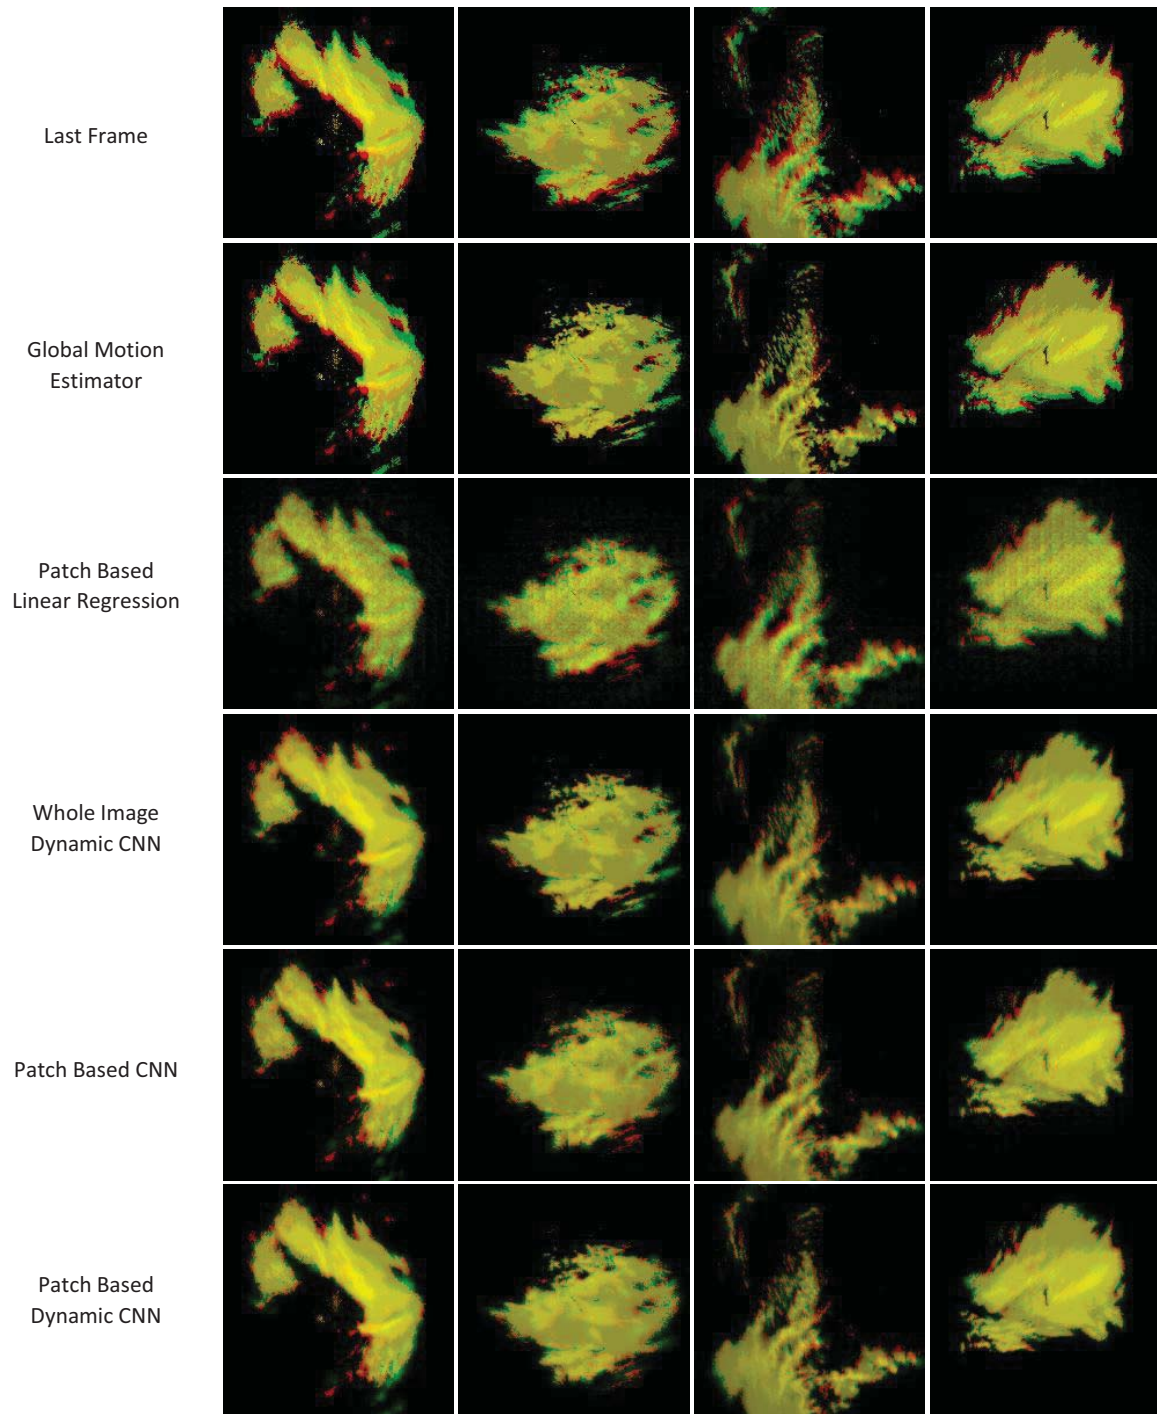 Last Frame
Global Motion
Estimator
Patch Based
Linear Regression
Whole Image
Dynamic CNN
Patch Based CNN
Patch Based
Dynamic CNN